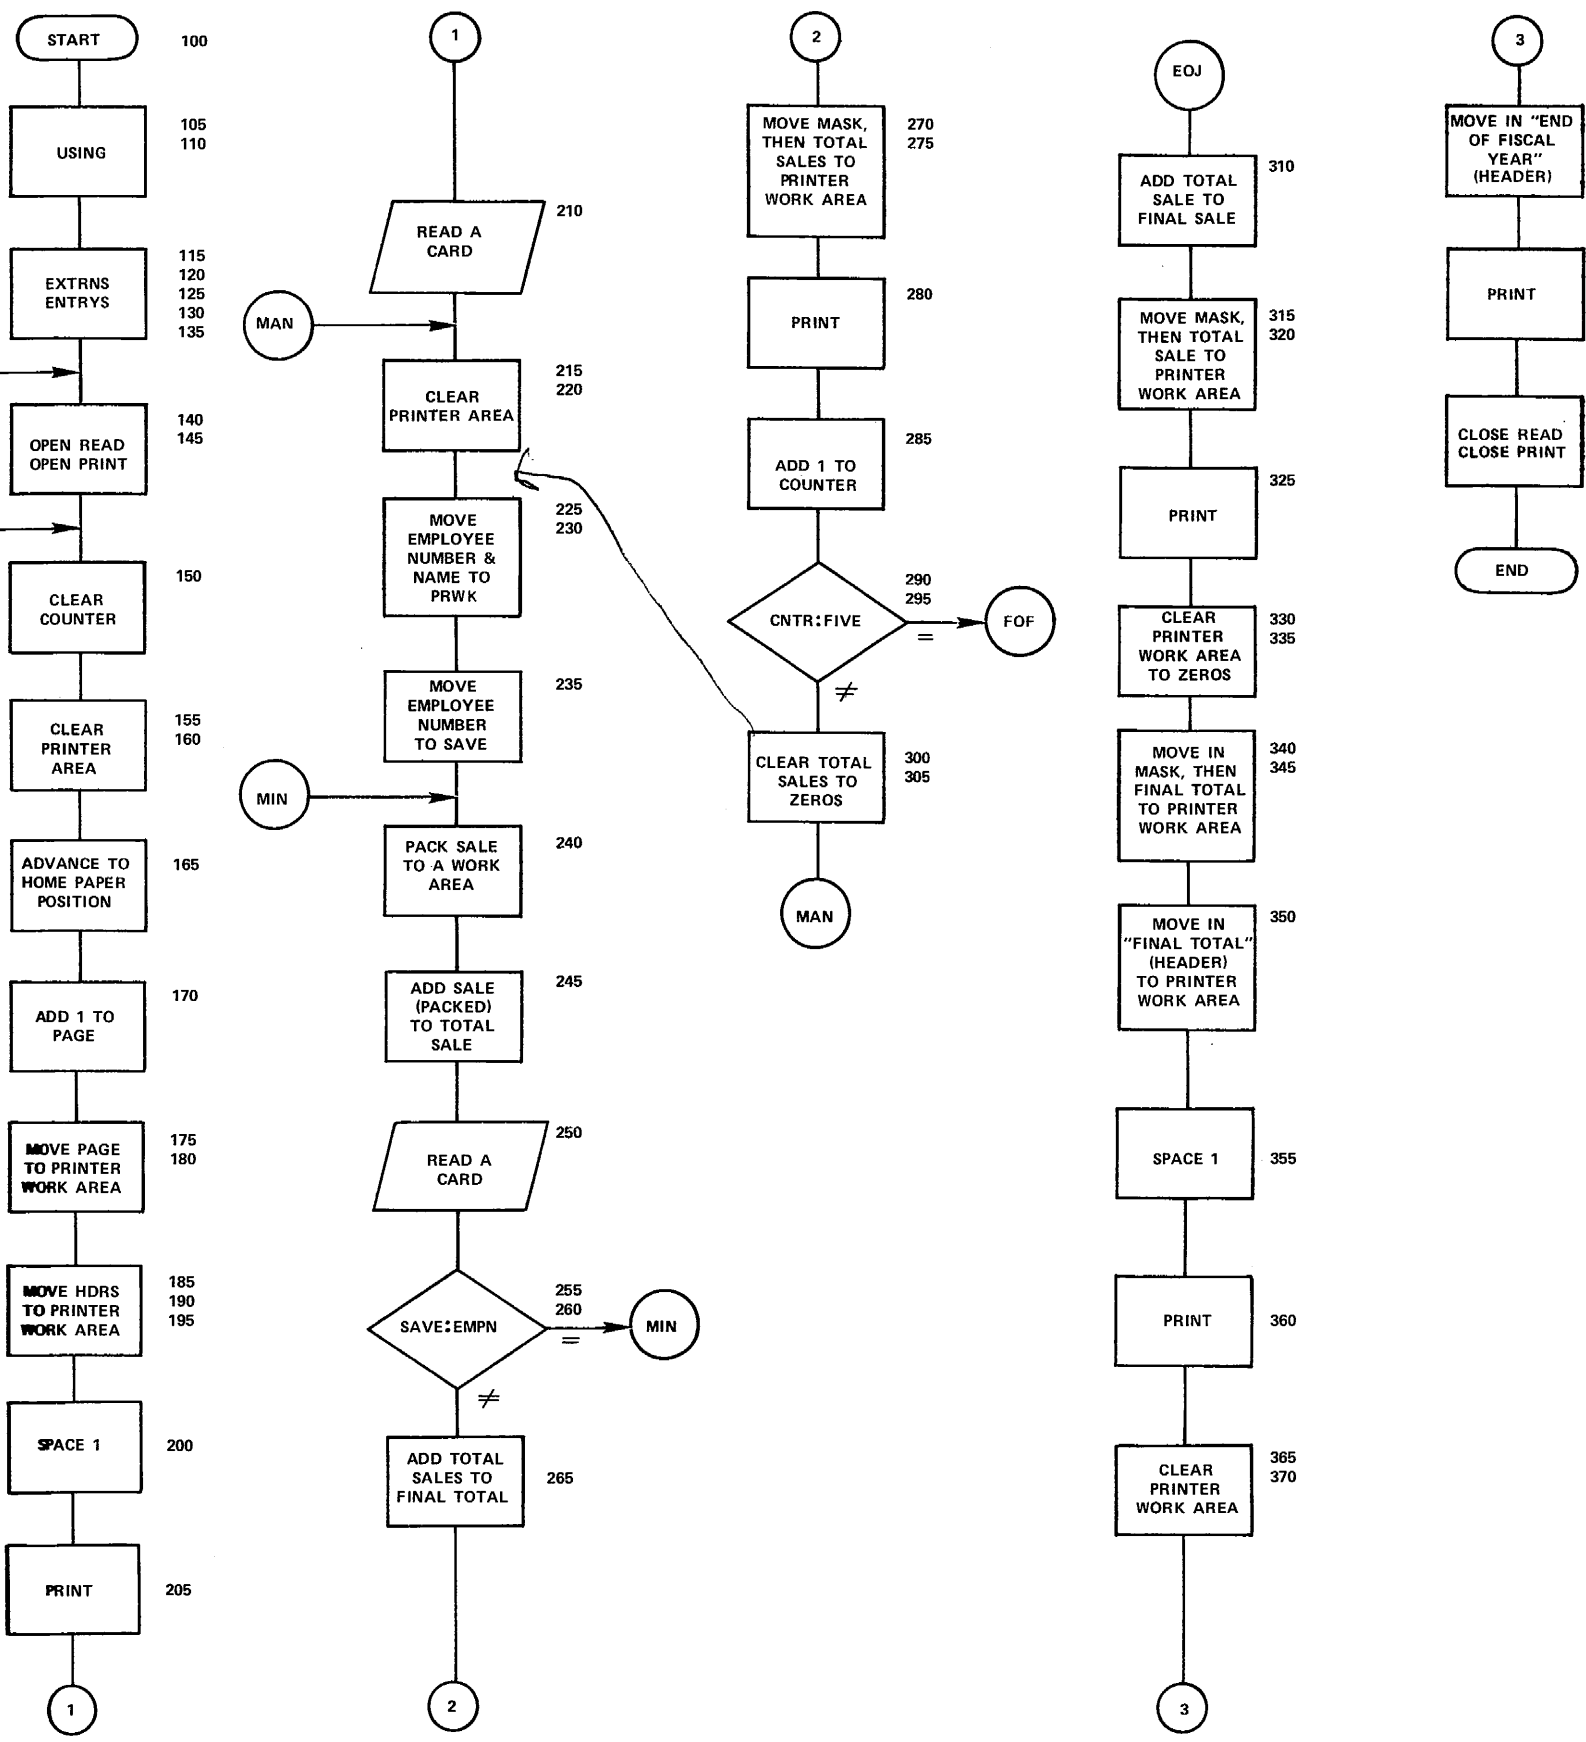 START
100
USING
105
110
EXTRNS
ENTRYS
115
120
125
130
135
OPEN READ
OPEN PRINT
140
145
CLEAR
COUNTER
150
CLEAR
PRINTER
AREA
155
160
ADVANCE TO
HOME PAPER
POSITION
165
ADD 1 TO
PAGE
170
MOVE PAGE
TO PRINTER
WORK AREA
175
180
MOVE HDRS
TO PRINTER
WORK AREA
185
190
195
SPACE 1
200
PRINT
205
1
1
READ A
CARD
210
MAN
CLEAR
PRINTER AREA
215
220
MOVE
EMPLOYEE
NUMBER &
NAME TO
PRWK
225
230
MOVE
EMPLOYEE
NUMBER
TO SAVE
235
MIN
PACK SALE
TO A WORK
AREA
240
ADD SALE
(PACKED)
TO TOTAL
SALE
245
READ A
CARD
250
SAVE:EMPN
255
260
=
MIN
≠
ADD TOTAL
SALES TO
FINAL TOTAL
265
2
2
MOVE MASK,
THEN TOTAL
SALES TO
PRINTER
WORK AREA
270
275
PRINT
280
ADD 1 TO
COUNTER
285
CNTR:FIVE
290
295
=
FOF
≠
CLEAR TOTAL
SALES TO
ZEROS
300
305
MAN
EOJ
ADD TOTAL
SALE TO
FINAL SALE
310
MOVE MASK,
THEN TOTAL
SALE TO
PRINTER
WORK AREA
315
320
PRINT
325
CLEAR
PRINTER
WORK AREA
TO ZEROS
330
335
MOVE IN
MASK, THEN
FINAL TOTAL
TO PRINTER
WORK AREA
340
345
MOVE IN
"FINAL TOTAL"
(HEADER)
TO PRINTER
WORK AREA
350
SPACE 1
355
PRINT
360
CLEAR
PRINTER
WORK AREA
365
370
3
3
MOVE IN "END
OF FISCAL
YEAR"
(HEADER)
PRINT
CLOSE READ
CLOSE PRINT
END